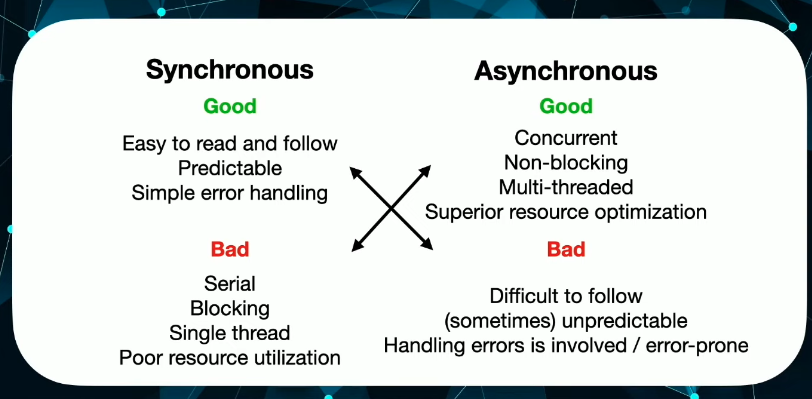 Synchronous
Good
Easy to read and follow
Predictable
Simple error handling
Bad
Serial
Blocking
Single thread
Poor resource utilization
Asynchronous
Good
Concurrent
Non-blocking
Multi-threaded
Superior resource optimization
Bad
Difficult to follow
(sometimes) unpredictable
Handling errors is involved / error-prone